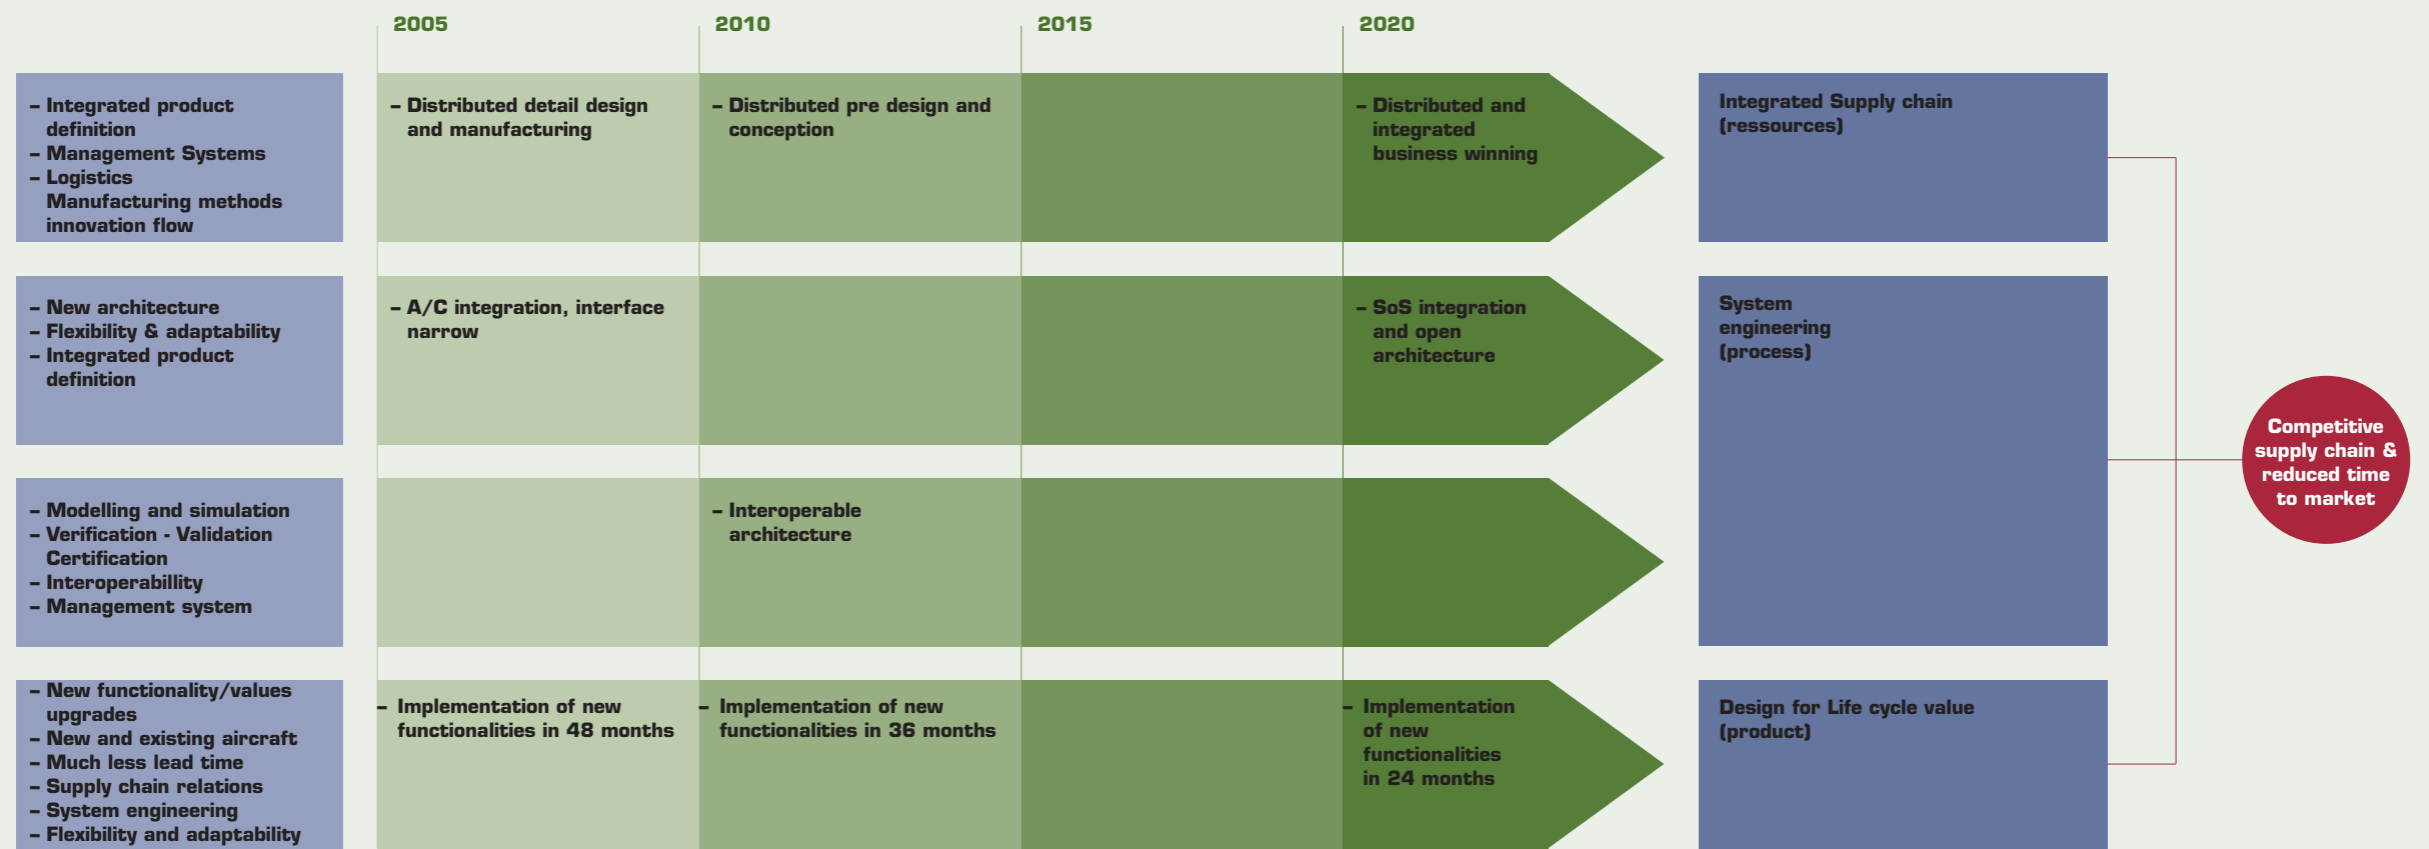 2005
2010
2015
2020
– Integrated product
definition
– Management Systems
– Logistics
Manufacturing methods
innovation flow
– Distributed detail design
and manufacturing
– Distributed pre design and
conception
– Distributed and
integrated
business winning
Integrated Supply chain
(ressources)
– New architecture
– Flexibility & adaptability
– Integrated product
definition
– A/C integration, interface
narrow
– SoS integration
and open
architecture
System
engineering
(process)
– Modelling and simulation
– Verification - Validation
Certification
– Interoperabillity
– Management system
– Interoperable
architecture
– New functionality/values
upgrades
– New and existing aircraft
– Much less lead time
– Supply chain relations
– System engineering
– Flexibility and adaptability
– Implementation of new
functionalities in 48 months
– Implementation of new
functionalities in 36 months
– Implementation
of new
functionalities
in 24 months
Design for Life cycle value
(product)
Competitive
supply chain &
reduced time
to market